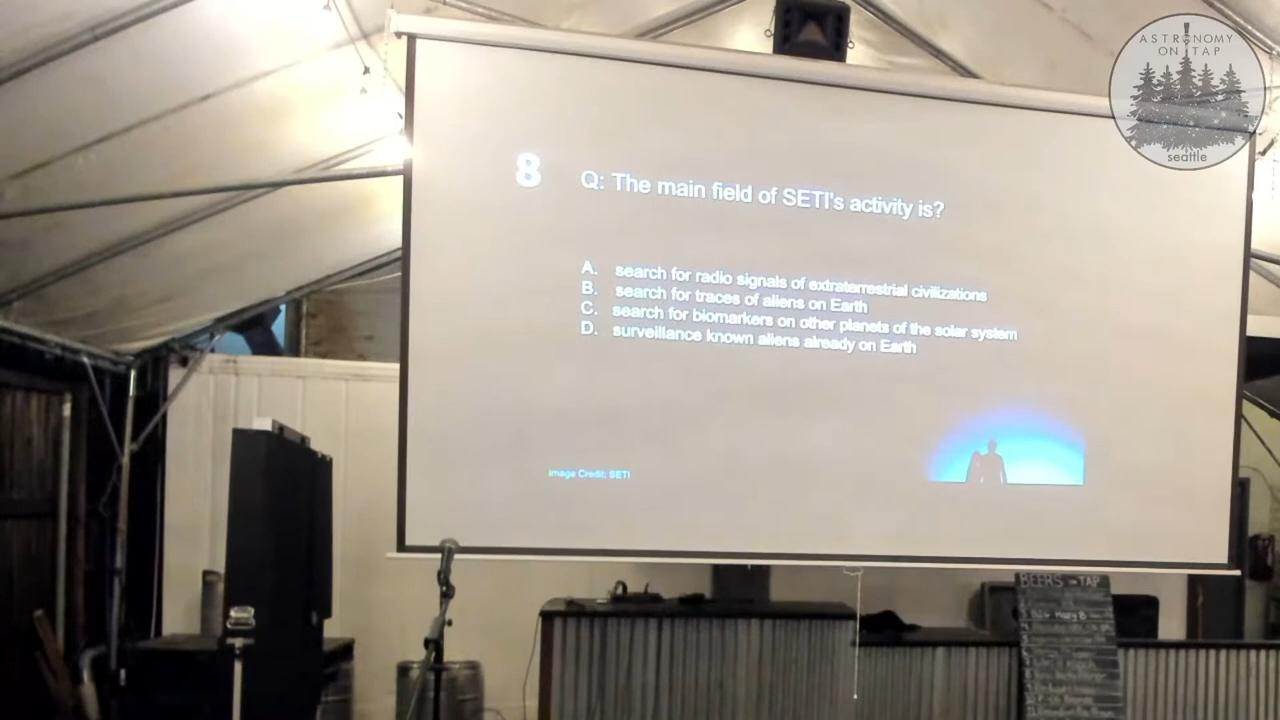 ASTRONOMY
ON TAP
seattle
8
Q: The main field of SETI's activity is?
A. search for radio signals of extraterrestrial civilizations
B. search for traces of aliens on Earth
C. search for biomarkers on other planets of the solar system
D. surveillance known aliens already on Earth
Image Credit: SETI
BEERS ON TAP